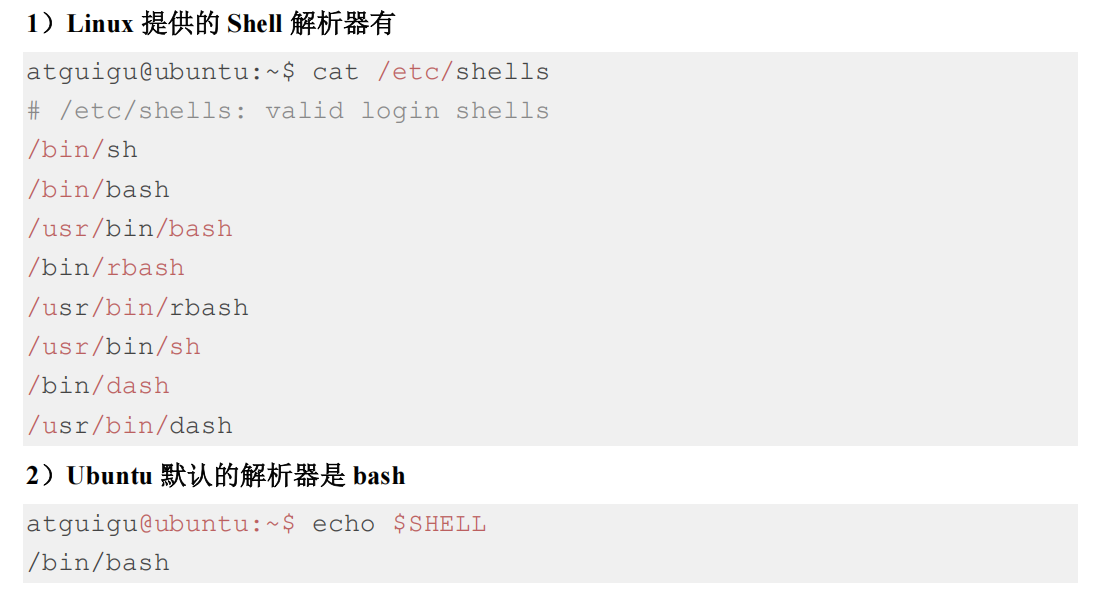 1）Linux 提供的 Shell 解析器有
atguigu@ubuntu:~$ cat /etc/shells
# /etc/shells: valid login shells
/bin/sh
/bin/bash
/usr/bin/bash
/bin/rbash
/usr/bin/rbash
/usr/bin/sh
/bin/dash
/usr/bin/dash
2）Ubuntu 默认的解析器是 bash
atguigu@ubuntu:~$ echo $SHELL
/bin/bash